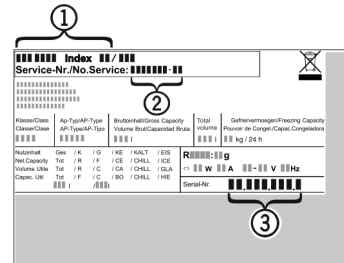 1
Index /
Service-Nr./No.Service: -
2
Klasse/Class Ap-Typ/AP-Type Bruttoinhalt/Gross Capacity Total Gefriervermoegen/Freezing Capacity
Classe/Clase AP-Type/AP-Tipo Volume Brut/Capacidad Bruta volume Pouvoir de Congel./Capac.Congeladora
l l kg / 24 h
Nutzinhalt Ges / K / G / KE / KALT / EIS
Net.Capacity Tot / R / F / CE / CHILL / ICE
Volume Utile Tot / R / C / CA / CHILL / GLA
Capac. Util Tot / F / C / BO / CHILL / HIE
l / l
R : g
W A - V Hz
Serial-Nr. . . .
3